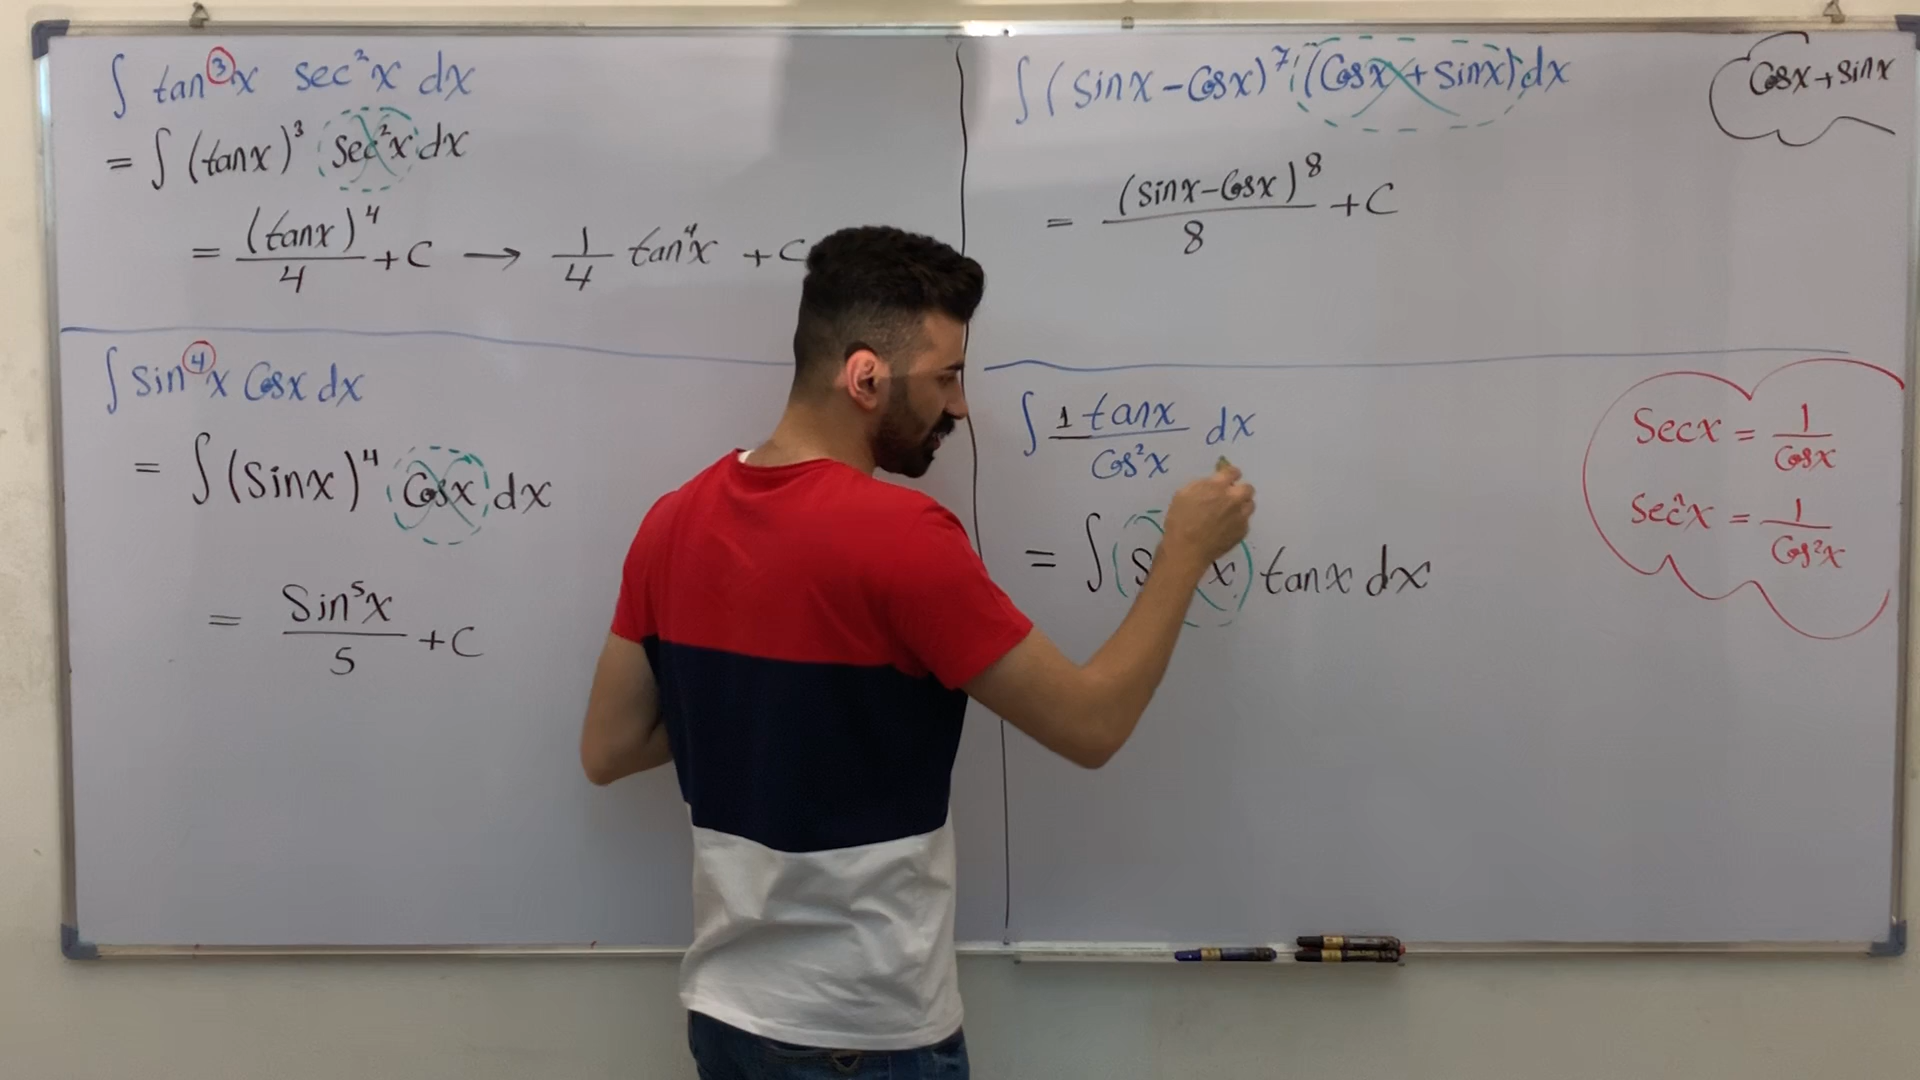 ∫ tan³x sec²x dx
= ∫ (tanx)³ sec²x dx
= (tanx)⁴/4 + C → 1/4 tan⁴x + C
∫ sin⁴x Cosx dx
= ∫ (sinx)⁴ Cosx dx
= Sin⁵x/5 + C
∫ (sinx - Cosx)⁷ (Cosx + sinx) dx
Cosx + sinx
= (sinx - Cosx)⁸/8 + C
∫ 1 tanx/Cos²x dx
= ∫ (s x) tanx dx
Secx = 1/Cosx
Sec²x = 1/Cos²x